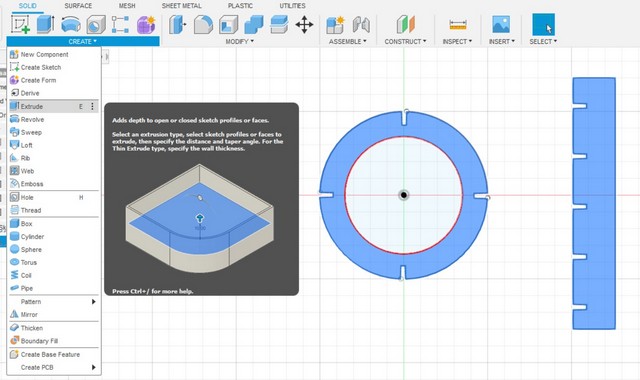 SOLID SURFACE MESH SHEET METAL PLASTIC UTILITIES
CREATE MODIFY ASSEMBLE CONSTRUCT INSPECT INSERT SELECT
New Component
Create Sketch
Create Form
Derive
Extrude E
Revolve
Sweep
Loft
Rib
Web
Emboss
Hole H
Thread
Box
Cylinder
Sphere
Torus
Coil
Pipe
Pattern
Mirror
Thicken
Boundary Fill
Create Base Feature
Create PCB
Adds depth to open or closed sketch profiles or faces.
Select an extrusion type, select sketch profiles or faces to
extrude, then specify the distance and taper angle. For the
Thin Extrude type, specify the wall thickness.
Press Ctrl+/ for more help.